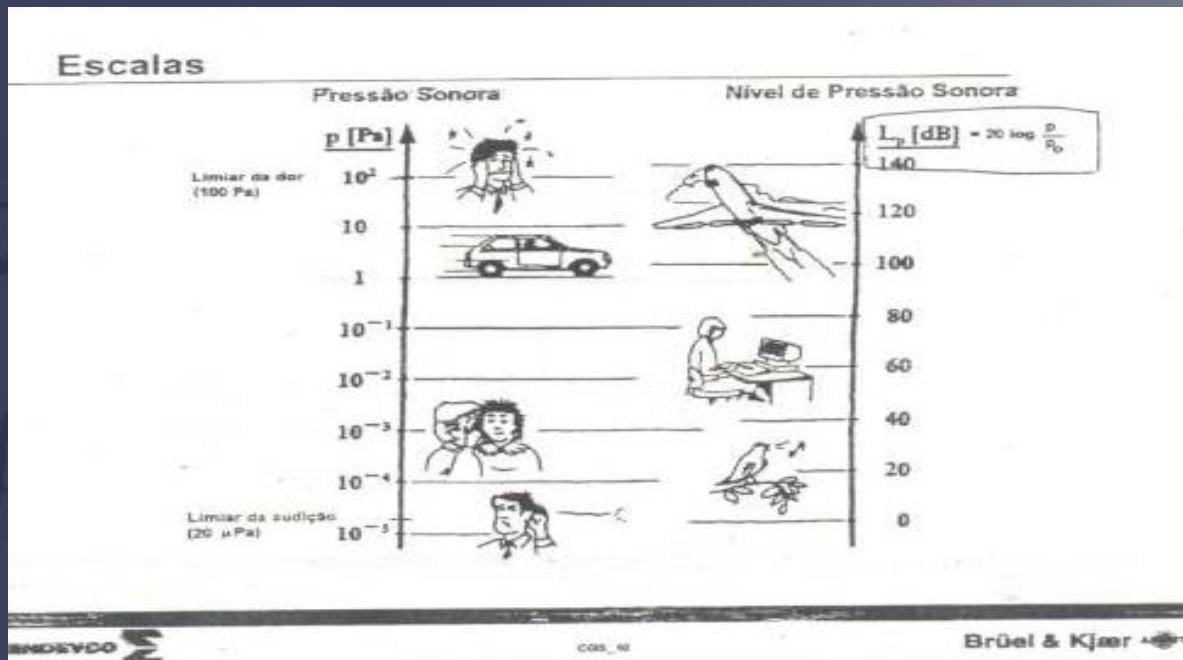 Escalas
Pressão Sonora
Nível de Pressão Sonora
p [Pa]
Lp [dB] = 20 log p/p₀
Limiar da dor
(100 Pa)
10²
10
1
10⁻¹
10⁻²
10⁻³
10⁻⁴
Limiar da audição
(20 µPa)
10⁻⁵
140
120
100
80
60
40
20
0
ENDEVCO
Brüel & Kjær